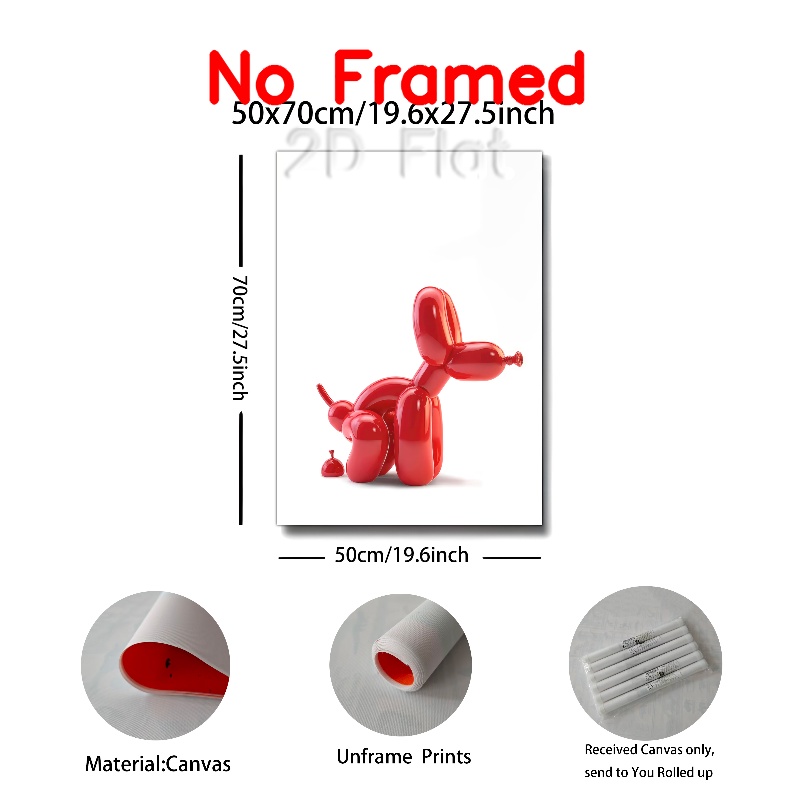 No Framed
50x70cm/19.6x27.5inch
2D Flat
70cm/27.5inch
50cm/19.6inch
Material:Canvas
Unframe Prints
Received Canvas only,
send to You Rolled up